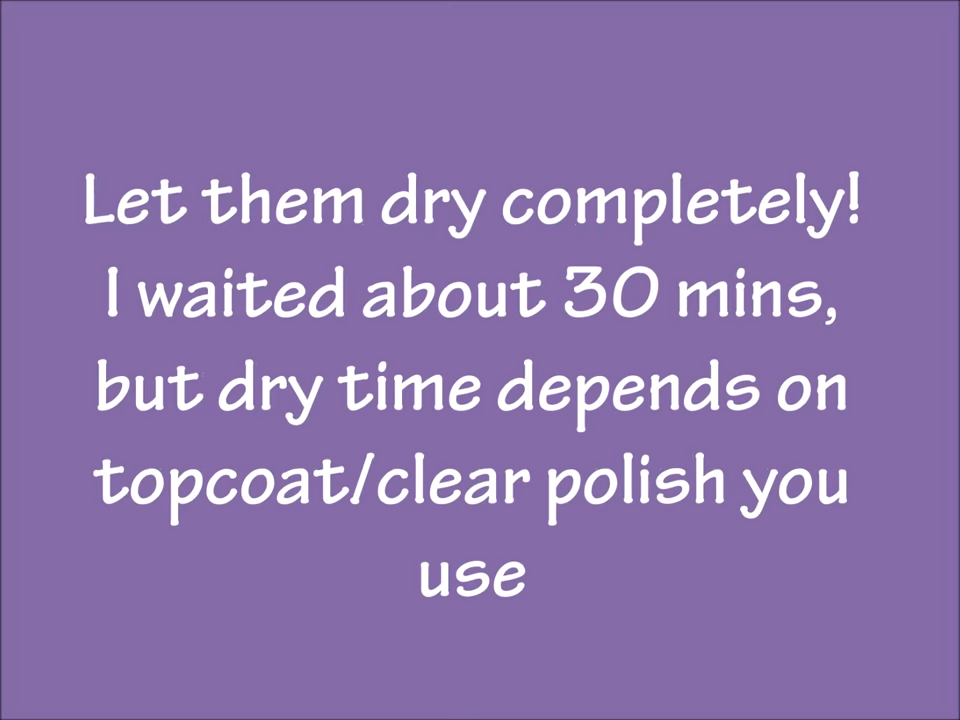 Let them dry completely!
I waited about 30 mins,
but dry time depends on
topcoat/clear polish you
use